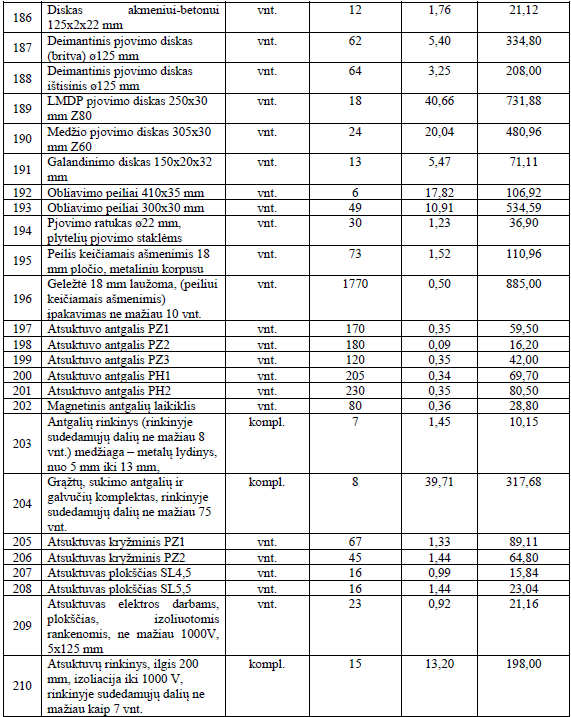 186 Diskas akmeniui-betonui vnt. 12 1,76 21,12
125x2x22 mm
187 Deimantinis pjovimo diskas vnt. 62 5,40 334,80
(britva) ø125 mm
188 Deimantinis pjovimo diskas vnt. 64 3,25 208,00
ištisinis ø125 mm
189 LMDP pjovimo diskas 250x30 vnt. 18 40,66 731,88
mm Z80
190 Medžio pjovimo diskas 305x30 vnt. 24 20,04 480,96
mm Z60
191 Galandinimo diskas 150x20x32 vnt. 13 5,47 71,11
mm
192 Obliavimo peiliai 410x35 mm vnt. 6 17,82 106,92
193 Obliavimo peiliai 300x30 mm vnt. 49 10,91 534,59
194 Pjovimo ratukas ø22 mm, vnt. 30 1,23 36,90
plytelių pjovimo staklėms
195 Peilis keičiamais ašmenimis 18 vnt. 73 1,52 110,96
mm pločio, metaliniu korpusu
196 Geležtė 18 mm laužoma, (peiliui vnt. 1770 0,50 885,00
keičiamais ašmenimis)
įpakavimas ne mažiau 10 vnt.
197 Atsuktuvo antgalis PZ1 vnt. 170 0,35 59,50
198 Atsuktuvo antgalis PZ2 vnt. 180 0,09 16,20
199 Atsuktuvo antgalis PZ3 vnt. 120 0,35 42,00
200 Atsuktuvo antgalis PH1 vnt. 205 0,34 69,70
201 Atsuktuvo antgalis PH2 vnt. 230 0,35 80,50
202 Magnetinis antgalių laikiklis vnt. 80 0,36 28,80
203 Antgalių rinkinys (rinkinyje kompl. 7 1,45 10,15
sudedamųjų dalių ne mažiau 8
vnt.) medžiaga – metalų lydinys,
nuo 5 mm iki 13 mm,
204 Grąžtų, sukimo antgalių ir kompl. 8 39,71 317,68
galvučių komplektas, rinkinyje
sudedamųjų dalių ne mažiau 75
vnt.
205 Atsuktuvas kryžminis PZ1 vnt. 67 1,33 89,11
206 Atsuktuvas kryžminis PZ2 vnt. 45 1,44 64,80
207 Atsuktuvas plokščias SL4,5 vnt. 16 0,99 15,84
208 Atsuktuvas plokščias SL5,5 vnt. 16 1,44 23,04
209 Atsuktuvas elektros darbams, vnt. 23 0,92 21,16
plokščias, izoliuotomis
rankenomis, ne mažiau 1000V,
5x125 mm
210 Atsuktuvų rinkinys, ilgis 200 kompl. 15 13,20 198,00
mm, izoliacija iki 1000 V,
rinkinyje sudedamųjų dalių ne
mažiau kaip 7 vnt.